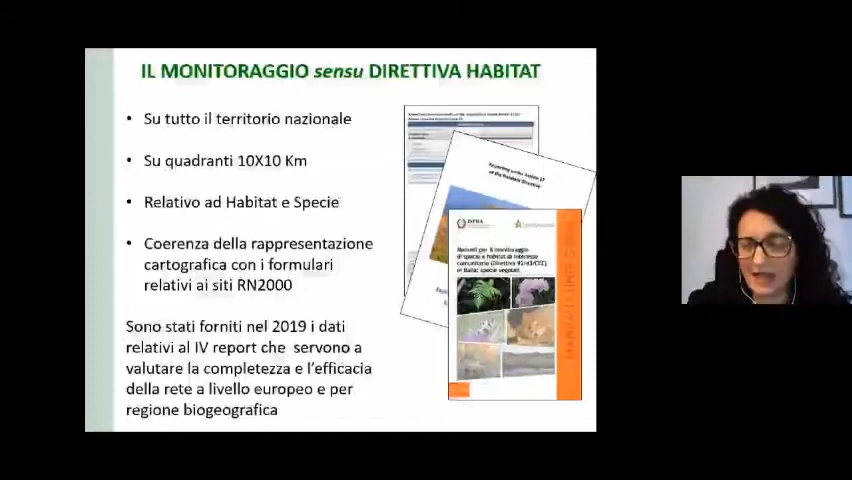 IL MONITORAGGIO sensu DIRETTIVA HABITAT
• Su tutto il territorio nazionale
• Su quadranti 10X10 Km
• Relativo ad Habitat e Specie
• Coerenza della rappresentazione
cartografica con i formulari
relativi ai siti RN2000
Sono stati forniti nel 2019 i dati
relativi al IV report che servono a
valutare la completezza e l'efficacia
della rete a livello europeo e per
regione biogeografica
Reporting under Article 17
of the Habitats Directive
ISPRA
Manuali per il monitoraggio
di specie e habitat di interesse
comunitario (Direttiva 92/43/CEE)
in Italia: specie vegetali